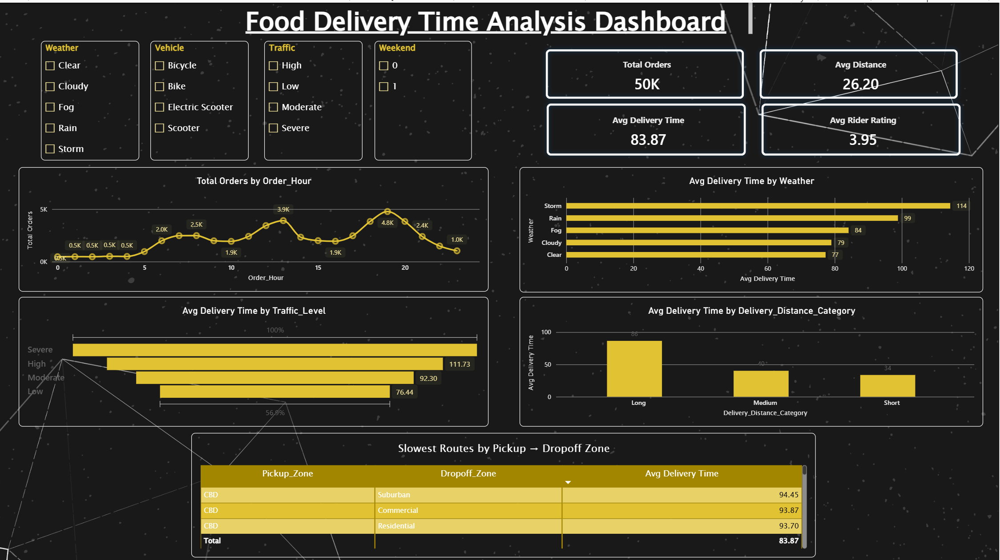 Food Delivery Time Analysis Dashboard
Weather
Clear
Cloudy
Fog
Rain
Storm
Vehicle
Bicycle
Bike
Electric Scooter
Scooter
Traffic
High
Low
Moderate
Severe
Weekend
0
1
Total Orders
50K
Avg Distance
26.20
Avg Delivery Time
83.87
Avg Rider Rating
3.95
Total Orders by Order_Hour
Total Orders
5K
0K
0.5K
0.5K
0.5K
0.5K
0.5K
2.0K
2.5K
1.9K
3.9K
1.9K
4.8K
2.4K
1.0K
0 5 10 15 20
Order_Hour
Avg Delivery Time by Weather
Weather
Storm 114
Rain 99
Fog 84
Cloudy 79
Clear 77
0 20 40 60 80 100 120
Avg Delivery Time
Avg Delivery Time by Traffic_Level
100%
Severe
High 111.73
Moderate 92.30
Low 76.44
56.9%
Avg Delivery Time by Delivery_Distance_Category
Avg Delivery Time
100
50
0
86
40
34
Long Medium Short
Delivery_Distance_Category
Slowest Routes by Pickup → Dropoff Zone
Pickup_Zone Dropoff_Zone Avg Delivery Time
CBD Suburban 94.45
CBD Commercial 93.87
CBD Residential 93.70
Total 83.87